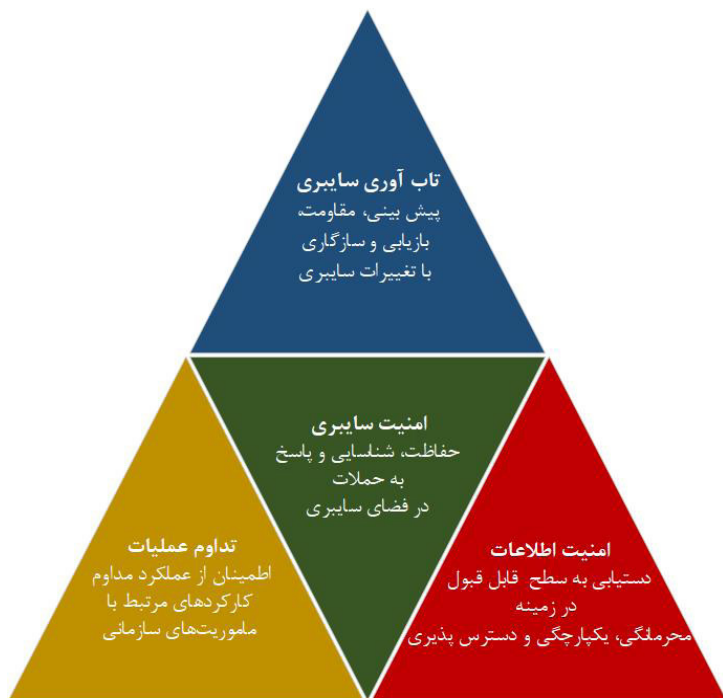 تاب آوری سایبری
پیش بینی، مقاومت،
بازیابی و سازگاری
با تغییرات سایبری
امنیت سایبری
حفاظت، شناسایی و پاسخ
به حملات
در فضای سایبری
امنیت اطلاعات
دستیابی به سطح قابل قبول
در زمینه
محرمانگی، یکپارچگی و دسترس پذیری
تداوم عملیات
اطمینان از عملکرد مداوم
کارکردهای مرتبط با
ماموریت‌های سازمانی